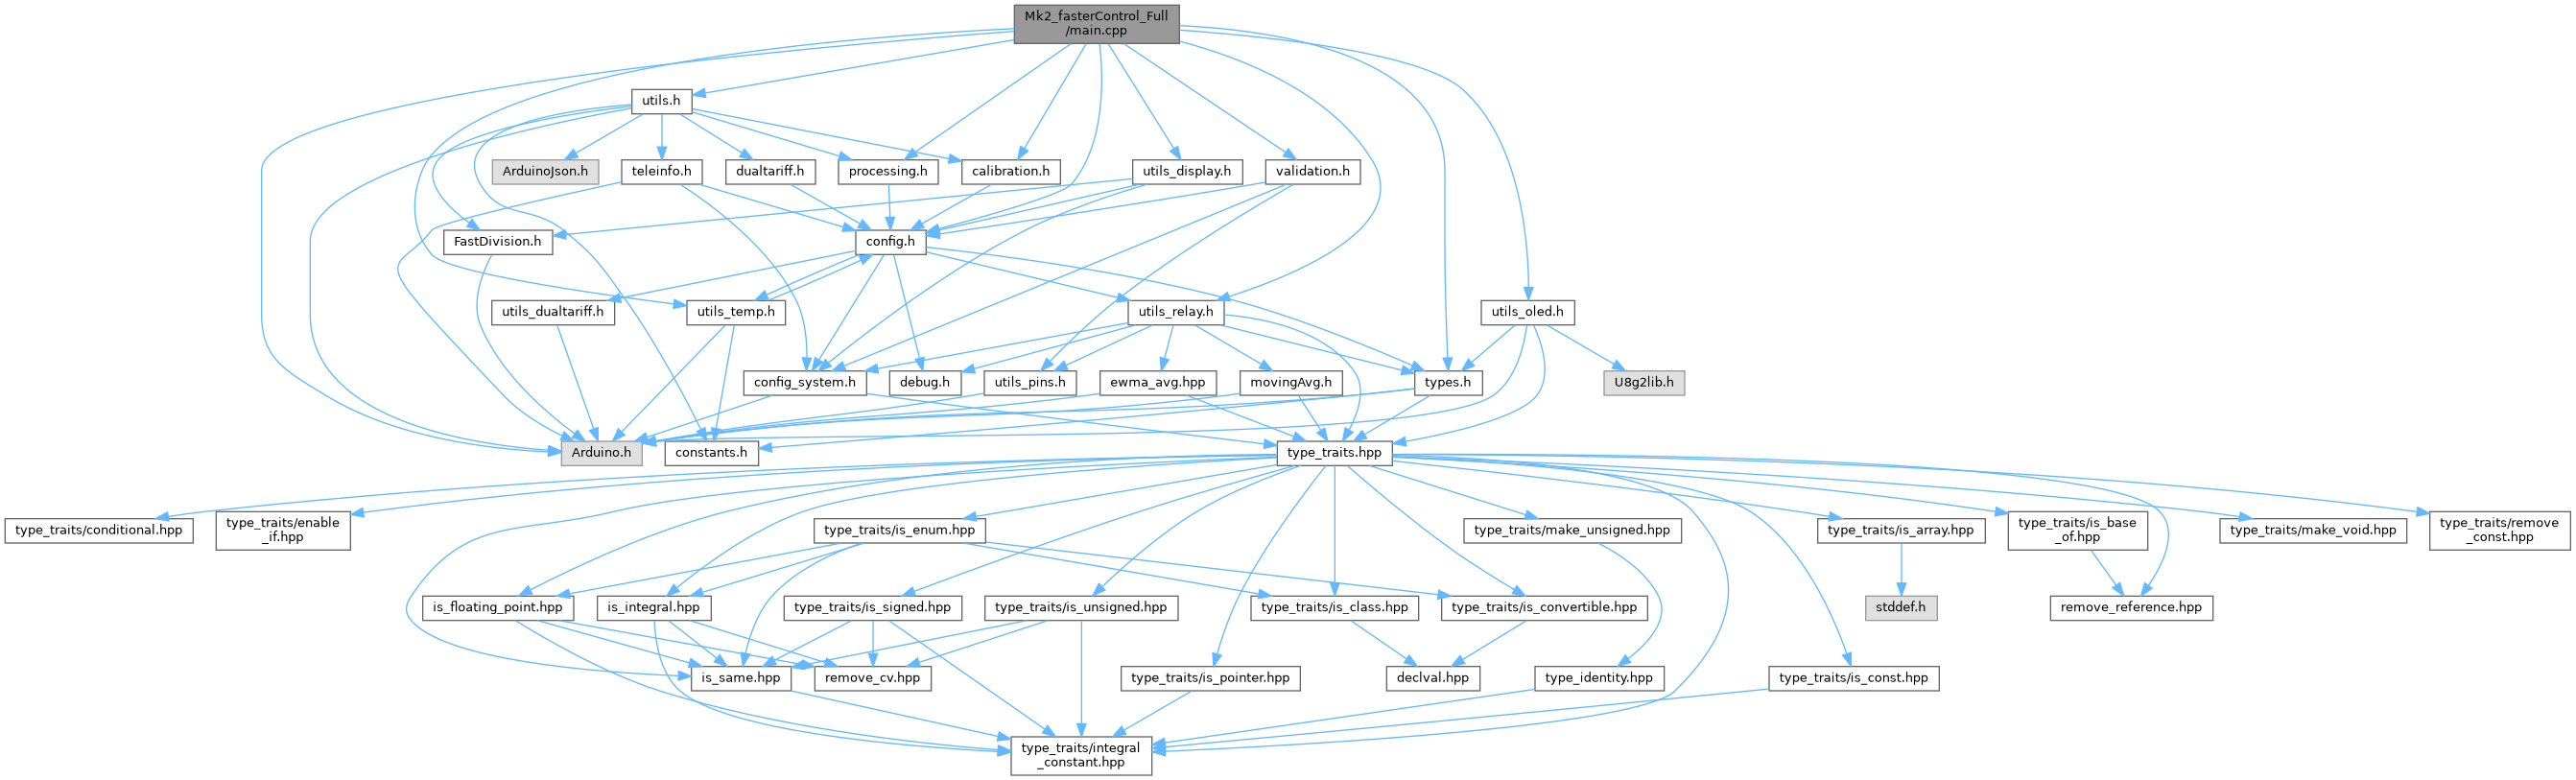 Mk2_fasterControl_Full
/main.cpp
utils.h
ArduinoJson.h
teleinfo.h
dualtariff.h
processing.h
calibration.h
utils_display.h
validation.h
FastDivision.h
config.h
utils_dualtariff.h
utils_temp.h
utils_relay.h
utils_oled.h
config_system.h
debug.h
utils_pins.h
ewma_avg.hpp
movingAvg.h
types.h
U8g2lib.h
Arduino.h
constants.h
type_traits.hpp
type_traits/conditional.hpp
type_traits/enable
_if.hpp
type_traits/is_enum.hpp
type_traits/make_unsigned.hpp
type_traits/is_array.hpp
type_traits/is_base
_of.hpp
type_traits/make_void.hpp
type_traits/remove
_const.hpp
is_floating_point.hpp
is_integral.hpp
type_traits/is_signed.hpp
type_traits/is_unsigned.hpp
type_traits/is_class.hpp
type_traits/is_convertible.hpp
stddef.h
remove_reference.hpp
is_same.hpp
remove_cv.hpp
type_traits/is_pointer.hpp
declval.hpp
type_identity.hpp
type_traits/is_const.hpp
type_traits/integral
_constant.hpp